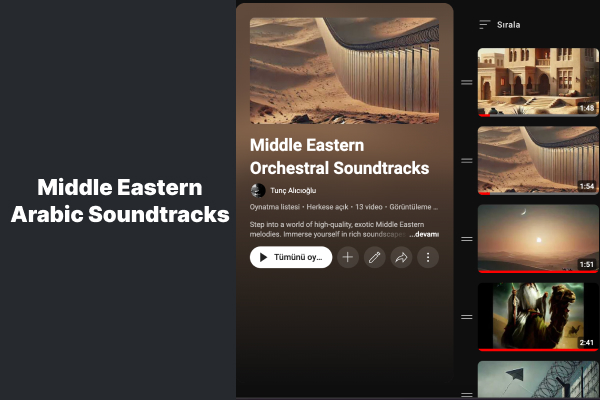 Middle Eastern
Arabic Soundtracks
Middle Eastern
Orchestral Soundtracks
Tunç Alıcıoğlu
Oynatma listesi • Herkese açık • 13 video • Görüntüleme ...
Step into a world of high-quality, exotic Middle Eastern
melodies. Immerse yourself in rich soundscapes ...devamı
Tümünü oy...
Sırala
1:48
1:54
1:51
2:41